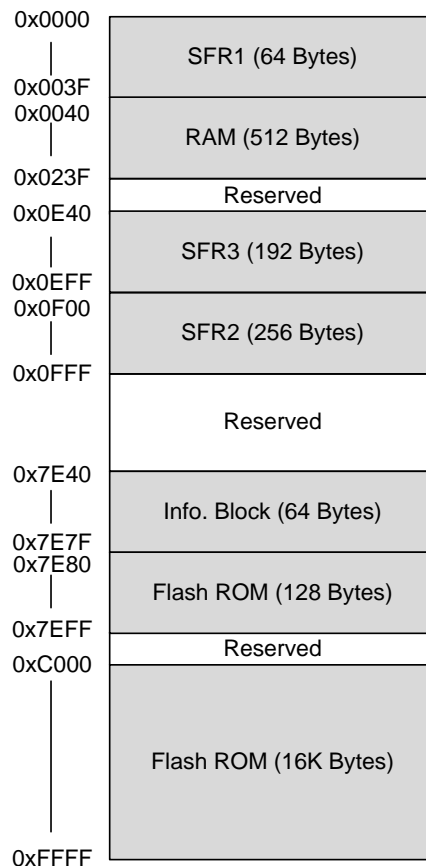 0x0000
SFR1 (64 Bytes)
0x003F
0x0040
RAM (512 Bytes)
0x023F
Reserved
0x0E40
SFR3 (192 Bytes)
0x0EFF
0x0F00
SFR2 (256 Bytes)
0x0FFF
Reserved
0x7E40
Info. Block (64 Bytes)
0x7E7F
0x7E80
Flash ROM (128 Bytes)
0x7EFF
Reserved
0xC000
Flash ROM (16K Bytes)
0xFFFF